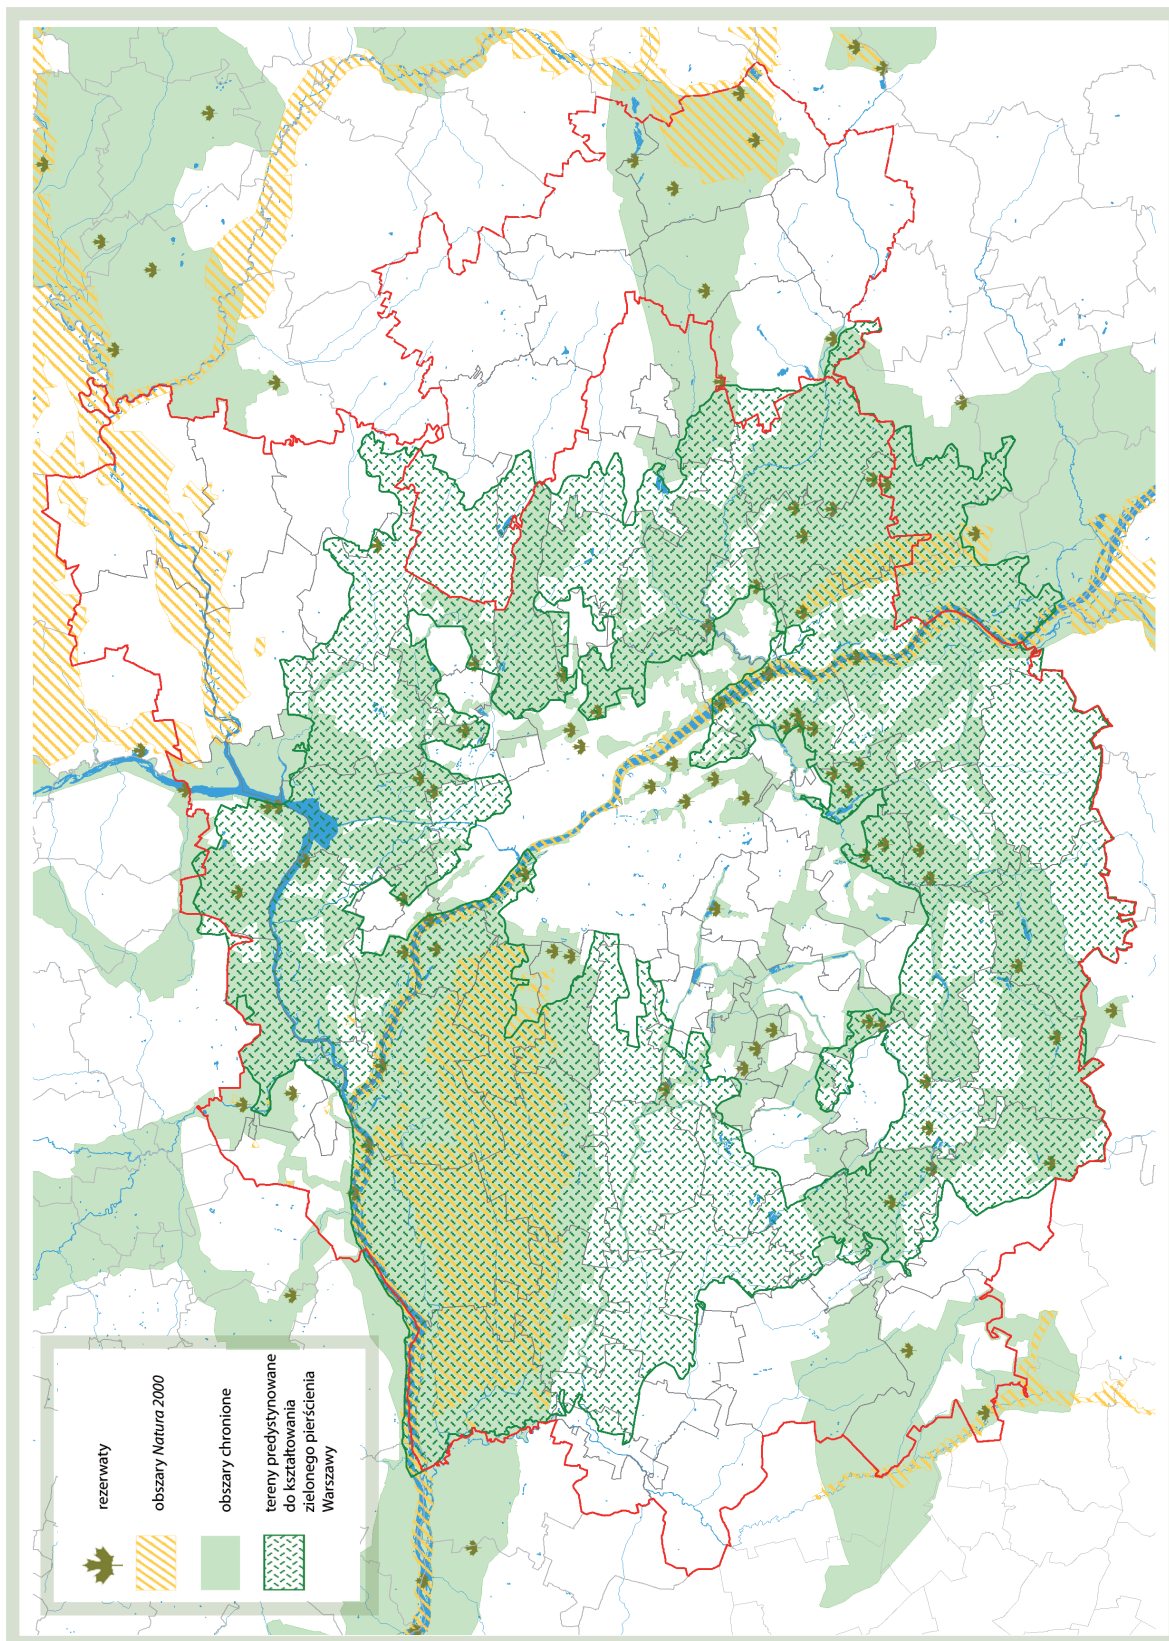 rezerwaty
obszary Natura 2000
obszary chronione
tereny predystynowane
do kształtowania
zielonego pierścienia
Warszawy